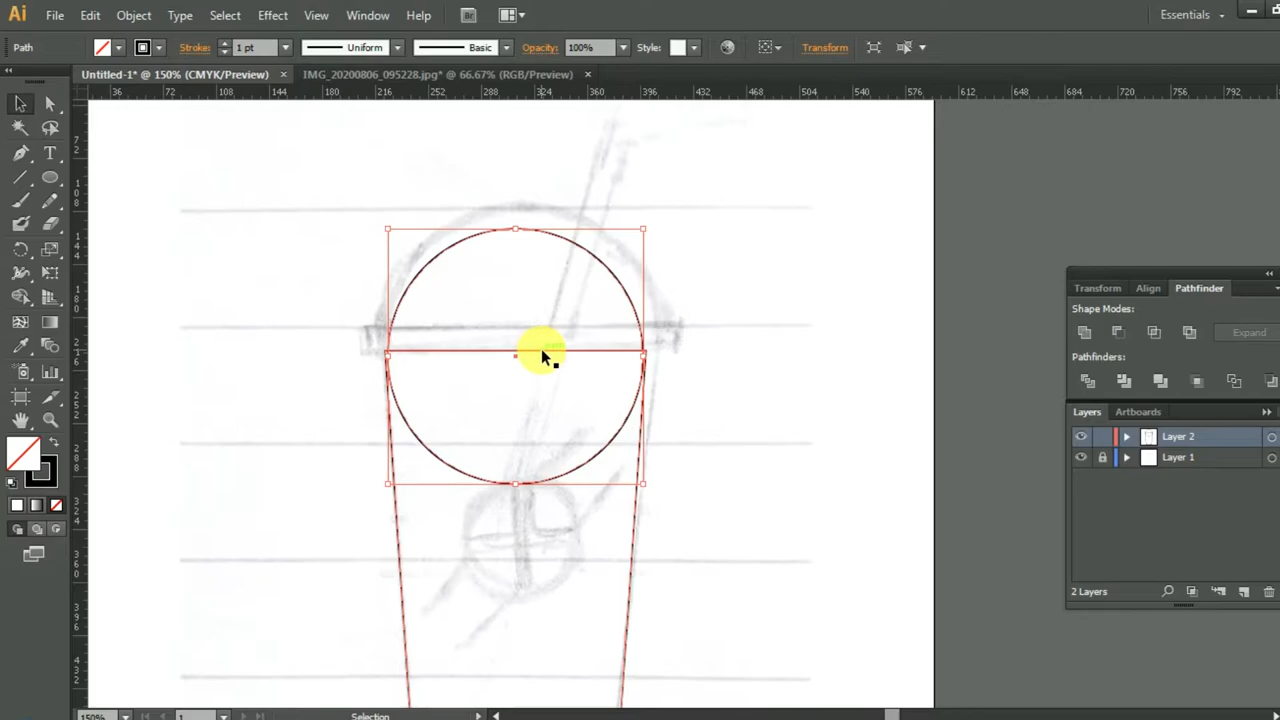 Ai File Edit Object Type Select Effect View Window Help Br Essentials
Path Stroke: 1 pt Uniform Basic Opacity: 100% Style: Transform
Untitled-1* @ 150% (CMYK/Preview) × IMG_20200806_095228.jpg* @ 66.67% (RGB/Preview) ×
36 72 108 144 180 216 252 288 324 360 396 432 468 504 540 576 612 648 684 720 756 792
Transform Align Pathfinder
Shape Modes:
Expand
Pathfinders:
Layers Artboards
Layer 2
Layer 1
2 Layers
150% 1 Selection